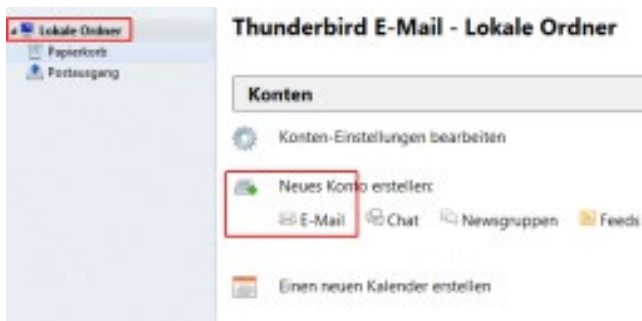 Lokale Ordner
Papierkorb
Postausgang
Thunderbird E-Mail - Lokale Ordner
Konten
Konten-Einstellungen bearbeiten
Neues Konto erstellen:
E-Mail Chat Newsgruppen Feeds
Einen neuen Kalender erstellen